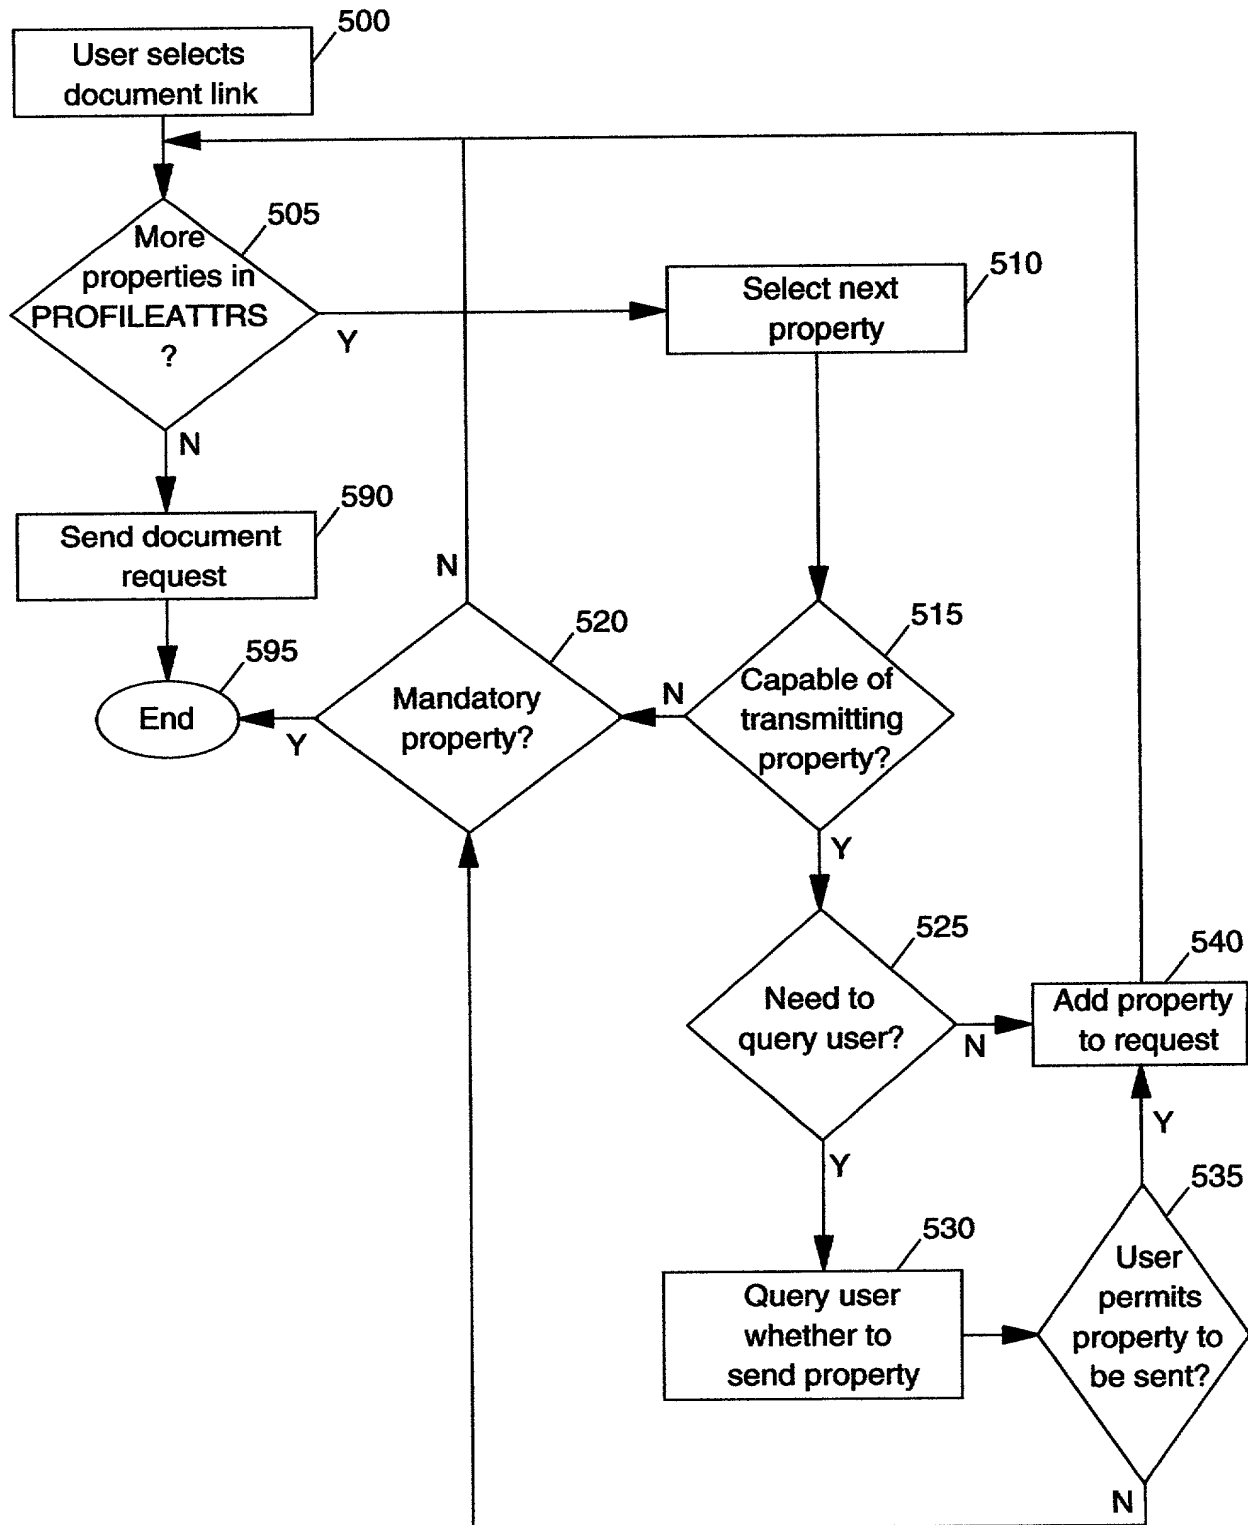 500
User selects
document link
505
More
properties in
PROFILEATTRS
?
Y
N
510
Select next
property
590
Send document
request
N
520
515
595
End
Y
Mandatory
property?
N
Capable of
transmitting
property?
Y
525
540
Need to
query user?
N
Add property
to request
Y
Y
535
530
Query user
whether to
send property
User
permits
property to
be sent?
N